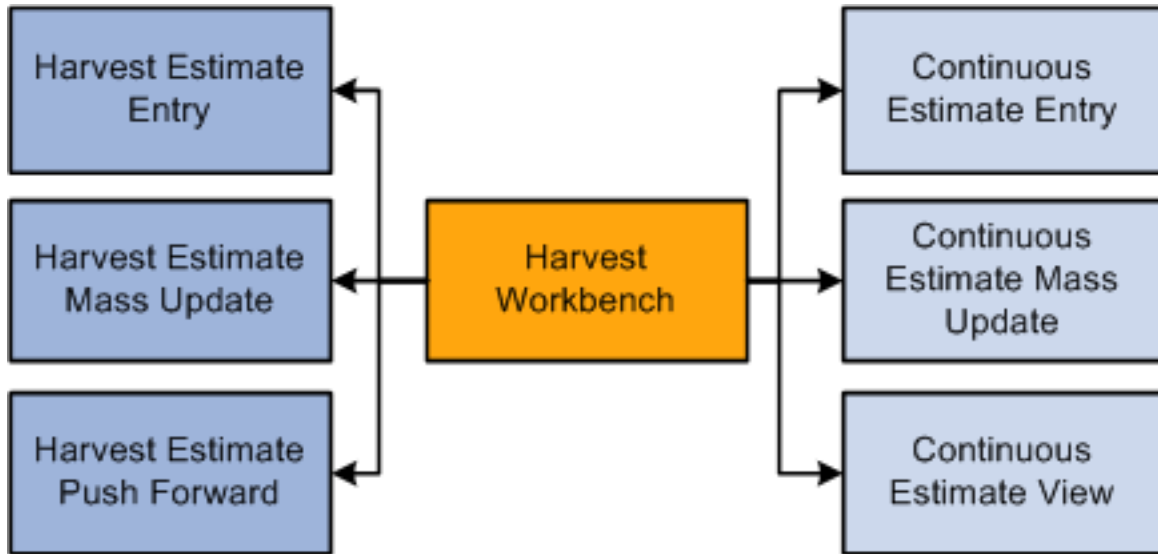 Harvest Estimate
Entry
Harvest Estimate
Mass Update
Harvest Estimate
Push Forward
Harvest
Workbench
Continuous
Estimate Entry
Continuous
Estimate Mass
Update
Continuous
Estimate View